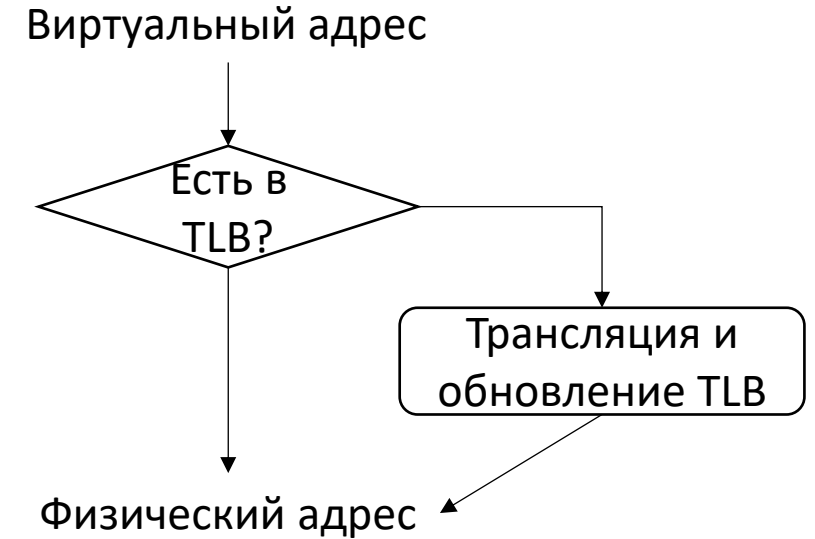 Виртуальный адрес
Есть в
TLB?
Трансляция и
обновление TLB
Физический адрес